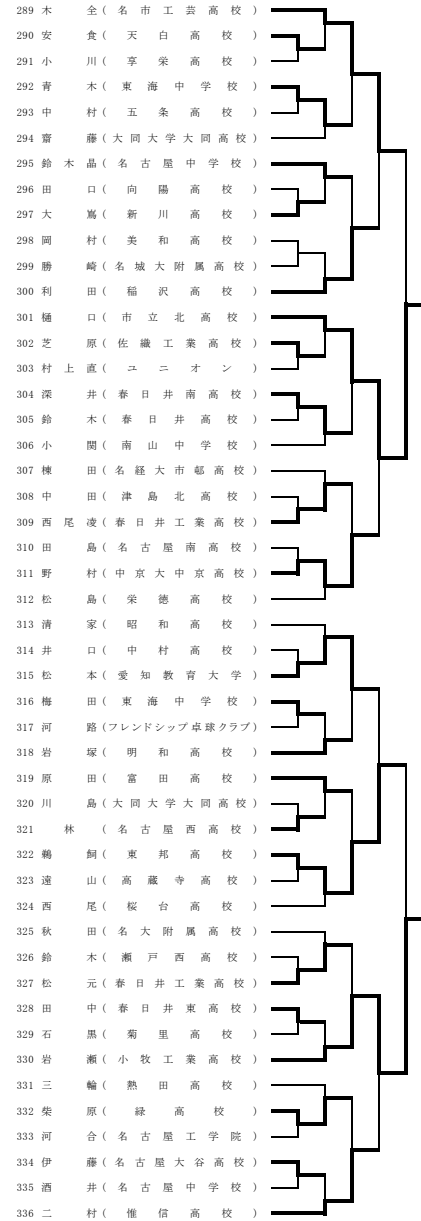 289 木 全 ( 名 市 工 芸 高 校 )
290 安 食 ( 天 白 高 校 )
291 小 川 ( 享 栄 高 校 )
292 青 木 ( 東 海 中 学 校 )
293 中 村 ( 五 条 高 校 )
294 齋 藤 ( 大 同 大 学 大 同 高 校 )
295 鈴 木 晶 ( 名 古 屋 中 学 校 )
296 田 口 ( 向 陽 高 校 )
297 大 嶌 ( 新 川 高 校 )
298 岡 村 ( 美 和 高 校 )
299 勝 崎 ( 名 城 大 附 属 高 校 )
300 利 田 ( 稲 沢 高 校 )
301 樋 口 ( 市 立 北 高 校 )
302 芝 原 ( 佐 織 工 業 高 校 )
303 村 上 直 ( ユ ニ オ ン )
304 深 井 ( 春 日 井 南 高 校 )
305 鈴 木 ( 春 日 井 高 校 )
306 小 関 ( 南 山 中 学 校 )
307 棟 田 ( 名 経 大 市 邨 高 校 )
308 中 田 ( 津 島 北 高 校 )
309 西 尾 凌 ( 春 日 井 工 業 高 校 )
310 田 島 ( 名 古 屋 南 高 校 )
311 野 村 ( 中 京 大 中 京 高 校 )
312 松 島 ( 栄 徳 高 校 )
313 清 家 ( 昭 和 高 校 )
314 井 口 ( 中 村 高 校 )
315 松 本 ( 愛 知 教 育 大 学 )
316 梅 田 ( 東 海 中 学 校 )
317 河 路 (フレンドシップ卓球クラブ)
318 岩 塚 ( 明 和 高 校 )
319 原 田 ( 富 田 高 校 )
320 川 島 ( 大 同 大 学 大 同 高 校 )
321 林 ( 名 古 屋 西 高 校 )
322 鵜 飼 ( 東 邦 高 校 )
323 遠 山 ( 高 蔵 寺 高 校 )
324 西 尾 ( 桜 台 高 校 )
325 秋 田 ( 名 大 附 属 高 校 )
326 鈴 木 ( 瀬 戸 西 高 校 )
327 松 元 ( 春 日 井 工 業 高 校 )
328 田 中 ( 春 日 井 東 高 校 )
329 石 黒 ( 菊 里 高 校 )
330 岩 瀬 ( 小 牧 工 業 高 校 )
331 三 輪 ( 熱 田 高 校 )
332 柴 原 ( 緑 高 校 )
333 河 合 ( 名 古 屋 工 学 院 )
334 伊 藤 ( 名 古 屋 大 谷 高 校 )
335 酒 井 ( 名 古 屋 中 学 校 )
336 二 村 ( 惟 信 高 校 )